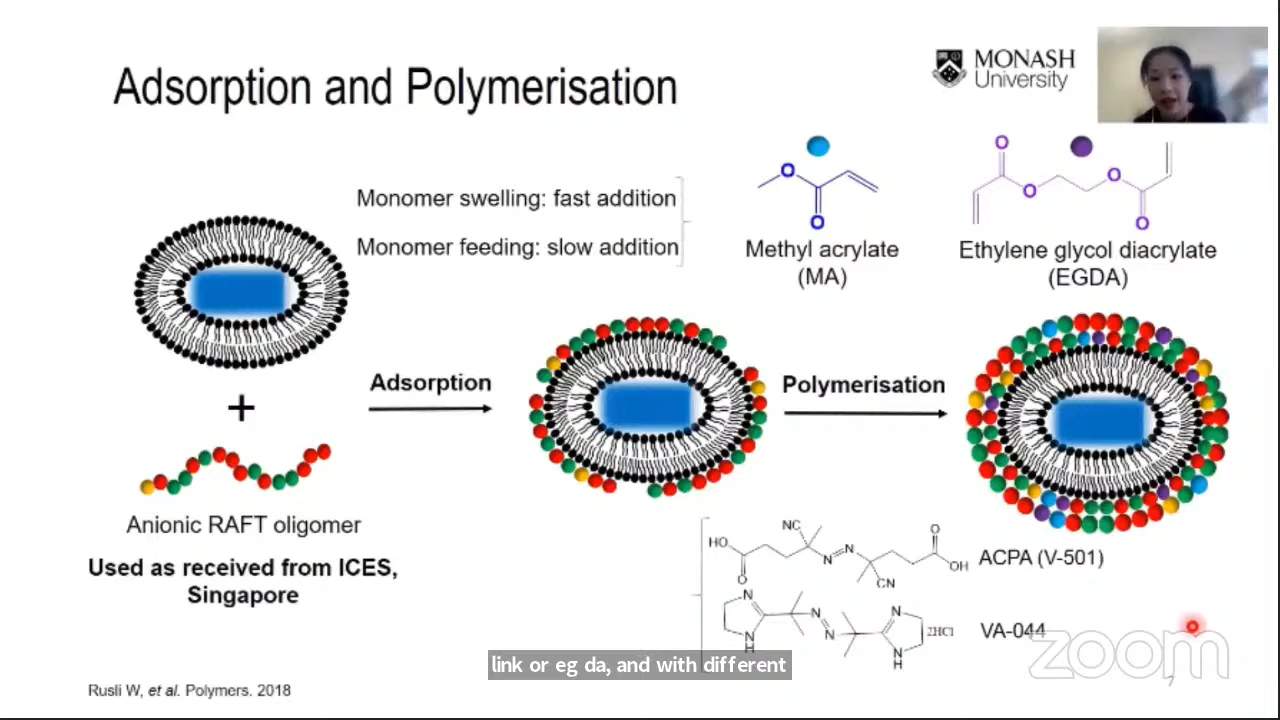 Adsorption and Polymerisation
MONASH
University
Monomer swelling: fast addition
Monomer feeding: slow addition
O
O
Methyl acrylate
(MA)
O
O
O
O
Ethylene glycol diacrylate
(EGDA)
+
Adsorption
Polymerisation
Anionic RAFT oligomer
Used as received from ICES,
Singapore
HO
O
NC
N
N
CN
O
OH
ACPA (V-501)
N
N
H
N
N
N
N
H
2HCl
VA-044
zoom
link or eg da, and with different
Rusli W, et al. Polymers. 2018
7